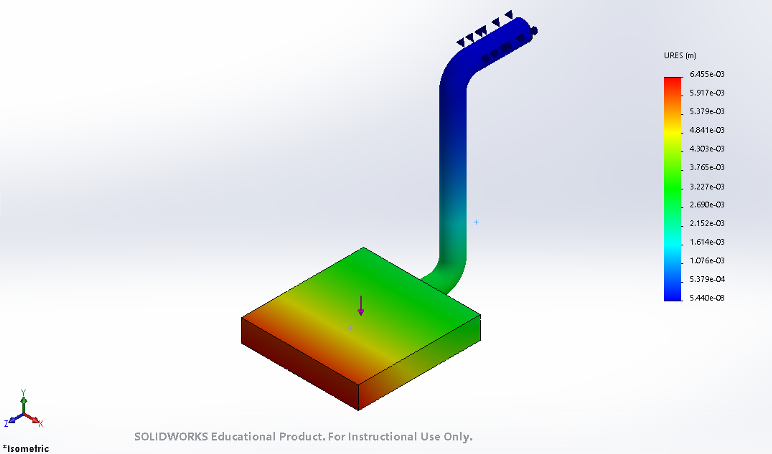 URES (m)
6.455e-03
5.917e-03
5.379e-03
4.841e-03
4.303e-03
3.765e-03
3.227e-03
2.690e-03
2.152e-03
1.614e-03
1.076e-03
5.379e-04
5.440e-08
Y
Z
X
SOLIDWORKS Educational Product. For Instructional Use Only.
*Isometric